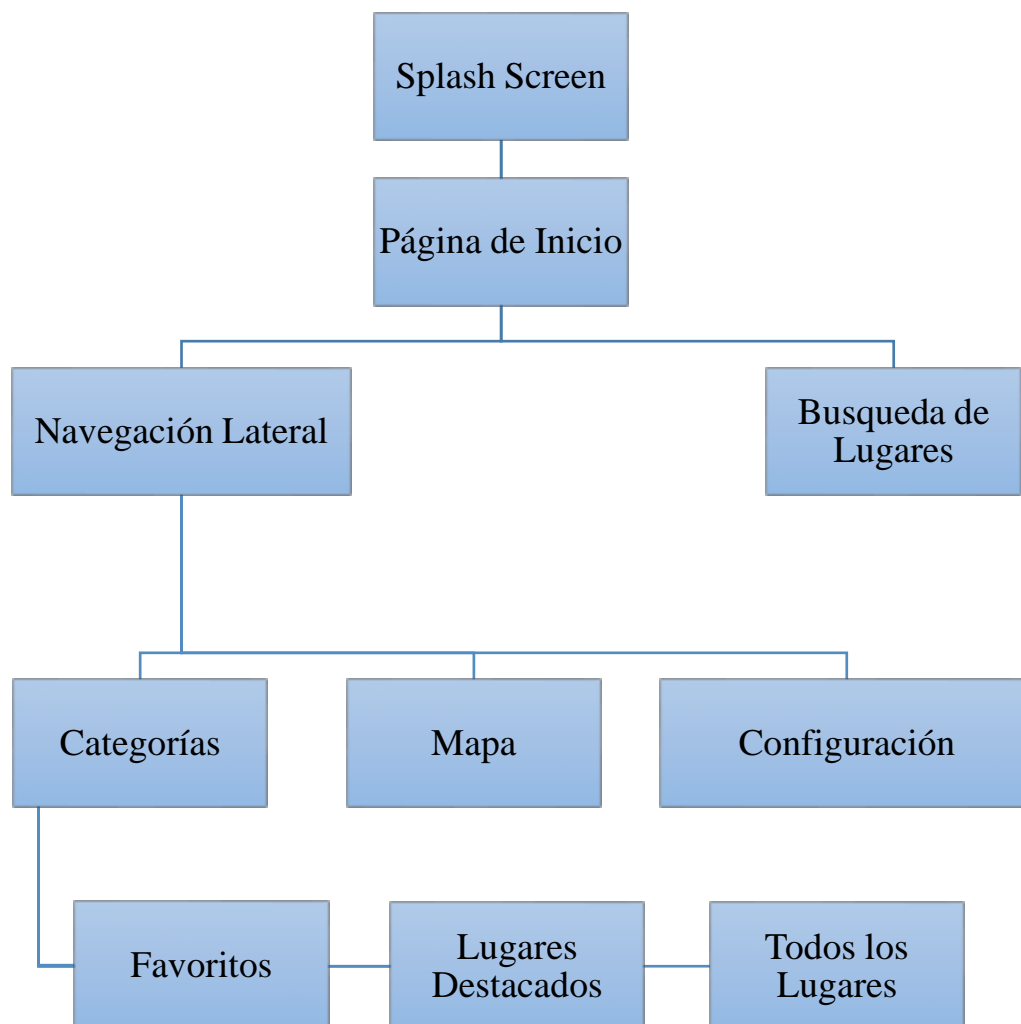 Splash Screen
Página de Inicio
Navegación Lateral
Busqueda de
Lugares
Categorías
Mapa
Configuración
Favoritos
Lugares
Destacados
Todos los
Lugares